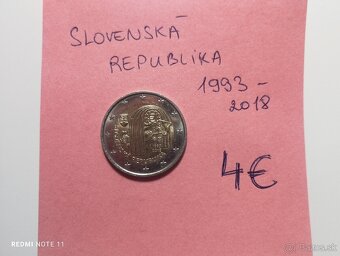 SLOVENSKÁ
REPUBLIKA
1993-
2018
4€
REDMI NOTE 11